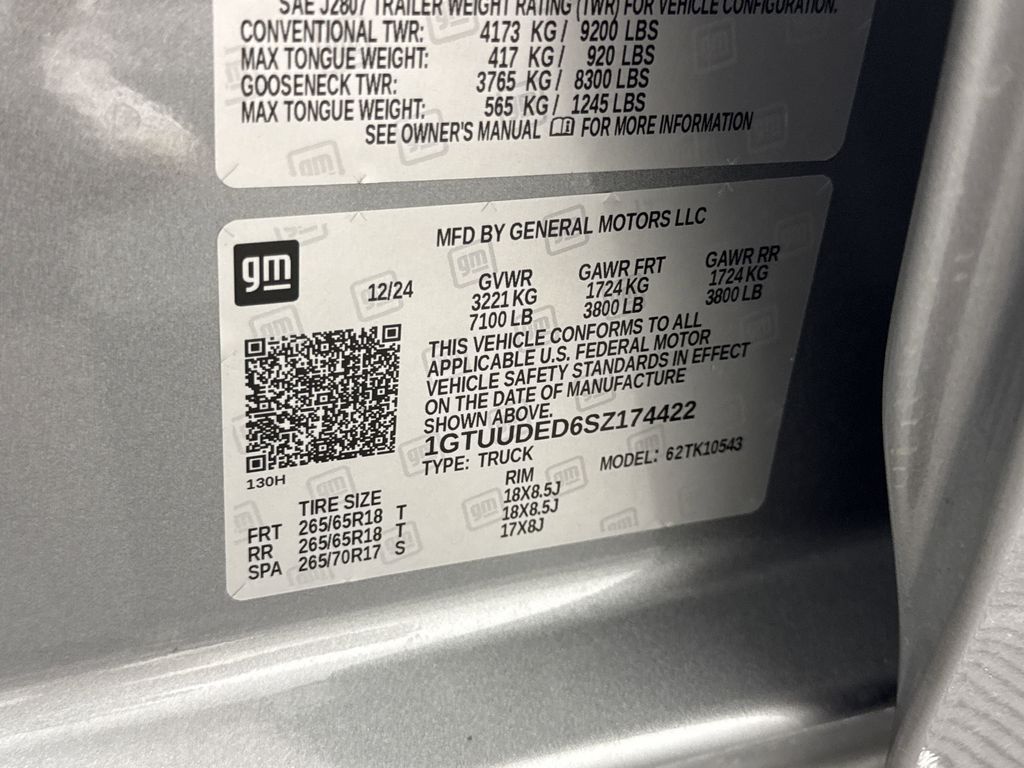 SAE J2807 TRAILER WEIGHT RATING (TWR) FOR VEHICLE CONFIGURATION.
CONVENTIONAL TWR: 4173 KG / 9200 LBS
MAX TONGUE WEIGHT: 417 KG / 920 LBS
GOOSENECK TWR: 3765 KG / 8300 LBS
MAX TONGUE WEIGHT: 565 KG / 1245 LBS
SEE OWNER'S MANUAL FOR MORE INFORMATION
gm
MFD BY GENERAL MOTORS LLC
12/24
GVWR GAWR FRT GAWR RR
3221 KG 1724 KG 1724 KG
7100 LB 3800 LB 3800 LB
THIS VEHICLE CONFORMS TO ALL
APPLICABLE U.S. FEDERAL MOTOR
VEHICLE SAFETY STANDARDS IN EFFECT
ON THE DATE OF MANUFACTURE
SHOWN ABOVE.
1GTUUDED6SZ174422
TYPE: TRUCK MODEL: 62TK10543
130H
TIRE SIZE RIM
FRT 265/65R18 T 18X8.5J
RR 265/65R18 T 18X8.5J
SPA 265/70R17 S 17X8J